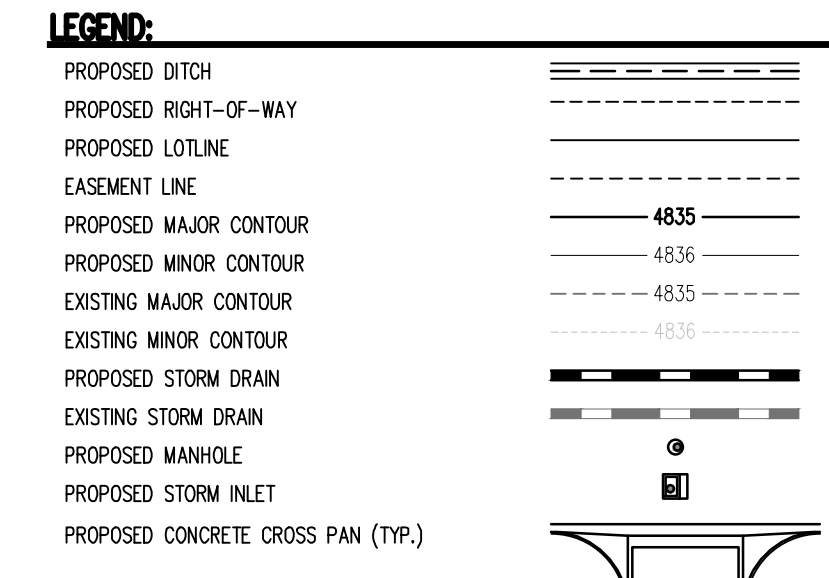 LEGEND:
PROPOSED DITCH
PROPOSED RIGHT-OF-WAY
PROPOSED LOTLINE
EASEMENT LINE
PROPOSED MAJOR CONTOUR 4835
PROPOSED MINOR CONTOUR 4836
EXISTING MAJOR CONTOUR 4835
EXISTING MINOR CONTOUR 4836
PROPOSED STORM DRAIN
EXISTING STORM DRAIN
PROPOSED MANHOLE
PROPOSED STORM INLET
PROPOSED CONCRETE CROSS PAN (TYP.)